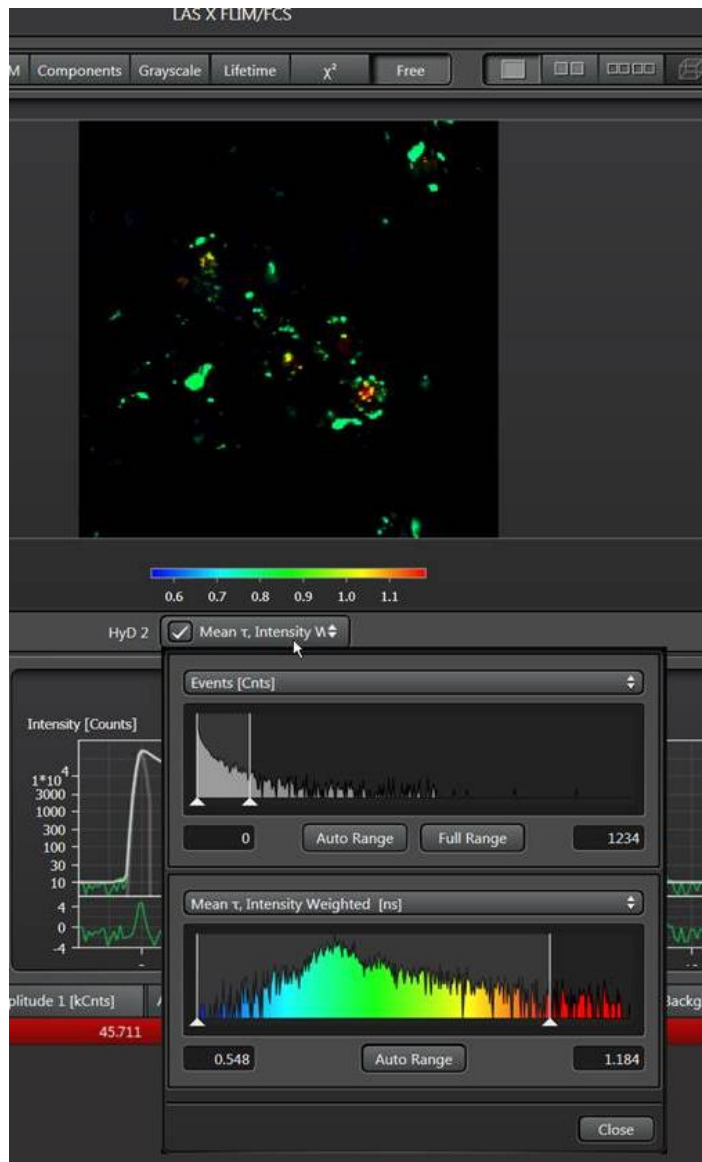 LAS X FLIM/FCS
M Components Grayscale Lifetime χ² Free
0.6 0.7 0.8 0.9 1.0 1.1
HyD 2 Mean τ, Intensity W
Events [Cnts]
Intensity [Counts]
1*10⁴
3000
1000
300
100
30
10
4
0
-4
0 Auto Range Full Range 1234
Mean τ, Intensity Weighted [ns]
plitude 1 [kCnts] A Backg
45.711
0.548 Auto Range 1.184
Close